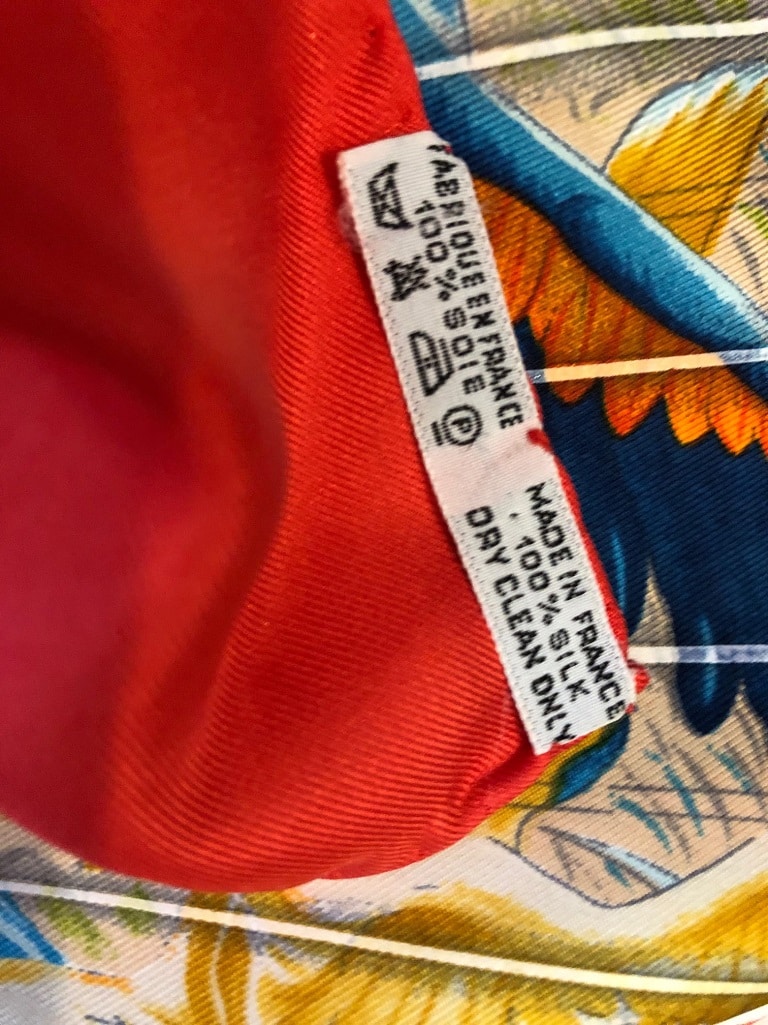 FABRIQUE EN FRANCE
100 % SOIE
P
MADE IN FRANCE
100 % SILK
DRY CLEAN ONLY